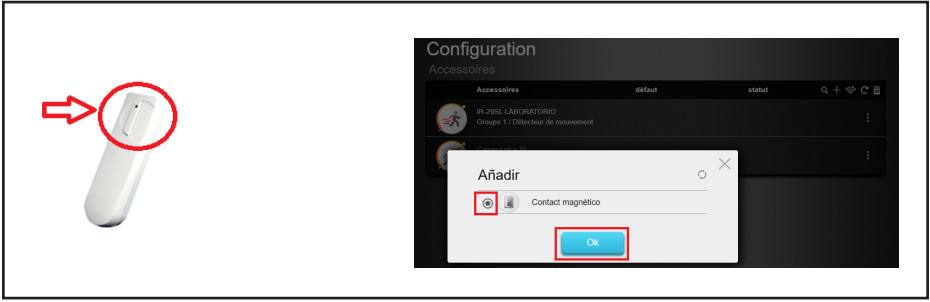 Configuration
Accessoires
Accessoires défaut statut
IR-29SL LABORATORIO
Groupe 1 / Détecteur de mouvement
Añadir
Contact magnético
Ok